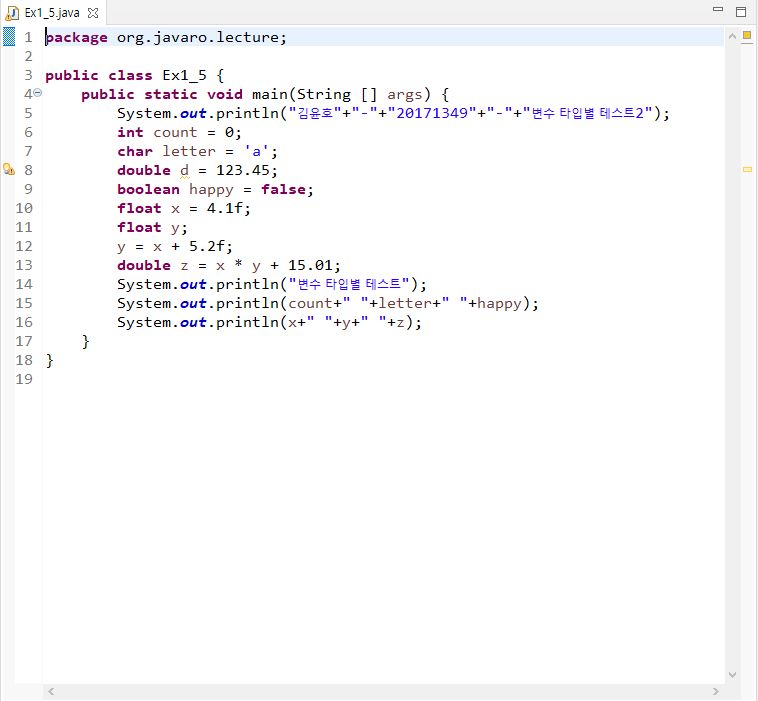 Ex1_5.java
1 package org.javaro.lecture;
2
3 public class Ex1_5 {
4 public static void main(String [] args) {
5 System.out.println("김윤호"+"-"+"20171349"+"-"+"변수 타입별 테스트2");
6 int count = 0;
7 char letter = 'a';
8 double d = 123.45;
9 boolean happy = false;
10 float x = 4.1f;
11 float y;
12 y = x + 5.2f;
13 double z = x * y + 15.01;
14 System.out.println("변수 타입별 테스트");
15 System.out.println(count+" "+letter+" "+happy);
16 System.out.println(x+" "+y+" "+z);
17 }
18 }
19